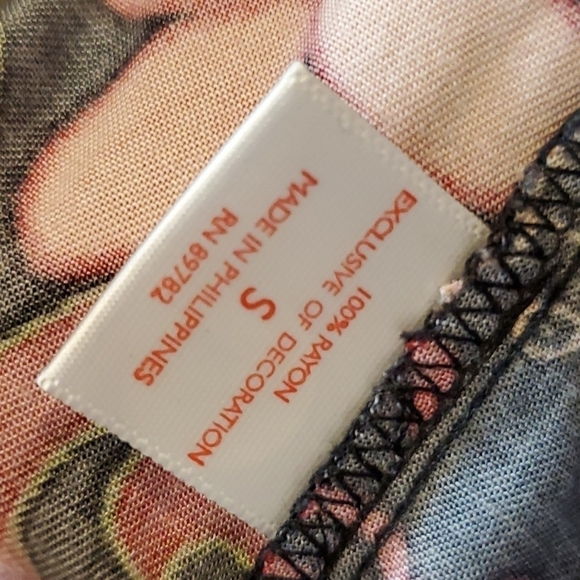 100% RAYON
EXCLUSIVE OF DECORATION
S
MADE IN PHILIPPINES
RN 89782